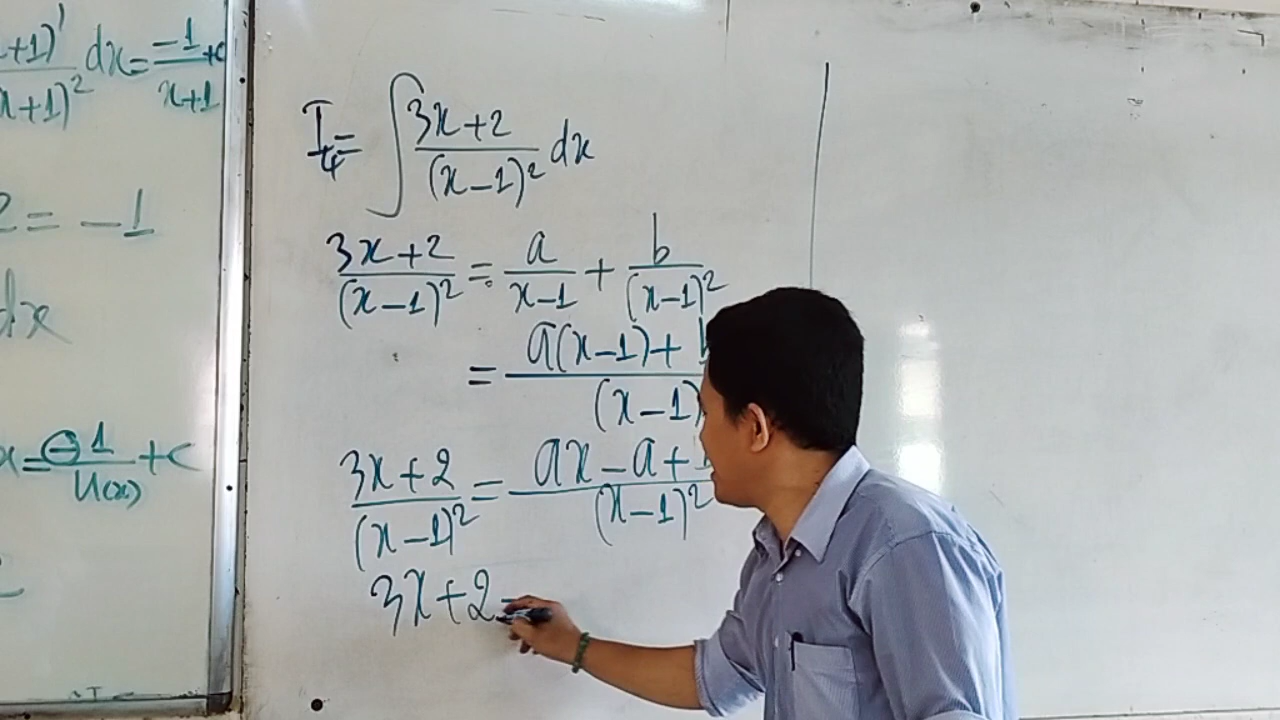 +1)'
x+1)² dx = -1/x+1 +c
2 = -1
dx
= -1/u(x) + c
I₄ = ∫ 3x+2/(x-1)² dx
3x+2/(x-1)² = a/x-1 + b/(x-1)²
= a(x-1)+ b/(x-1)
3x+2/(x-1)² = ax-a+/(x-1)²
3x+2=